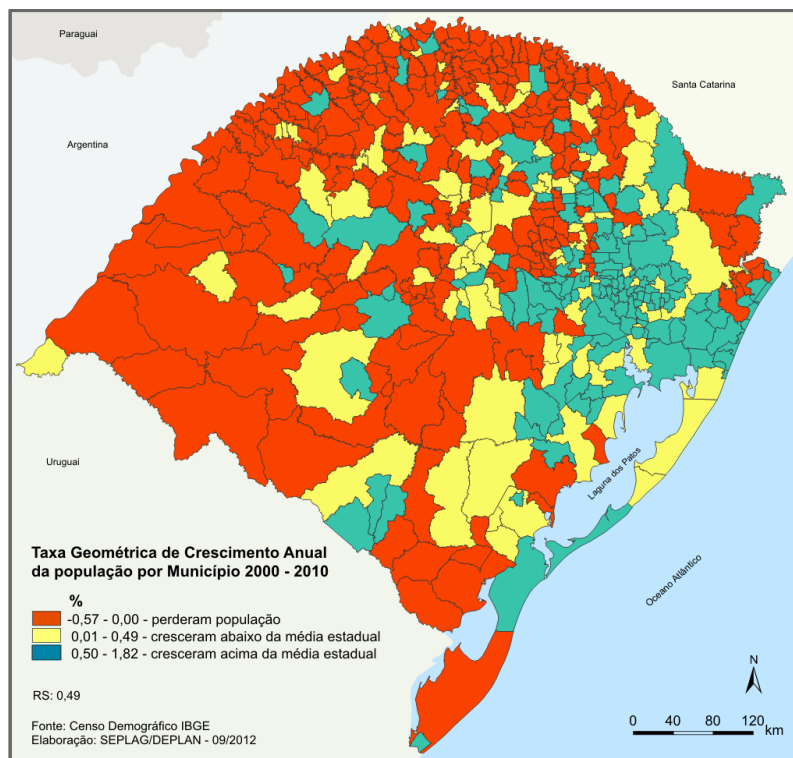 Paraguai
Santa Catarina
Argentina
Uruguai
Laguna dos Patos
Oceano Atlântico
Taxa Geométrica de Crescimento Anual
da população por Município 2000 - 2010
%
-0,57 - 0,00 - perderam população
0,01 - 0,49 - cresceram abaixo da média estadual
0,50 - 1,82 - cresceram acima da média estadual
RS: 0,49
Fonte: Censo Demográfico IBGE
Elaboração: SEPLAG/DEPLAN - 09/2012
N
0 40 80 120
km